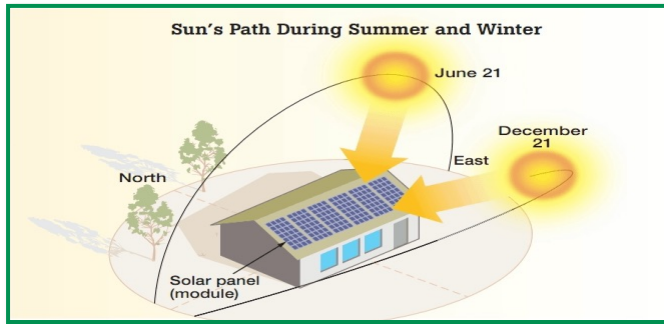 Sun's Path During Summer and Winter
June 21
December
21
East
North
Solar panel
(module)